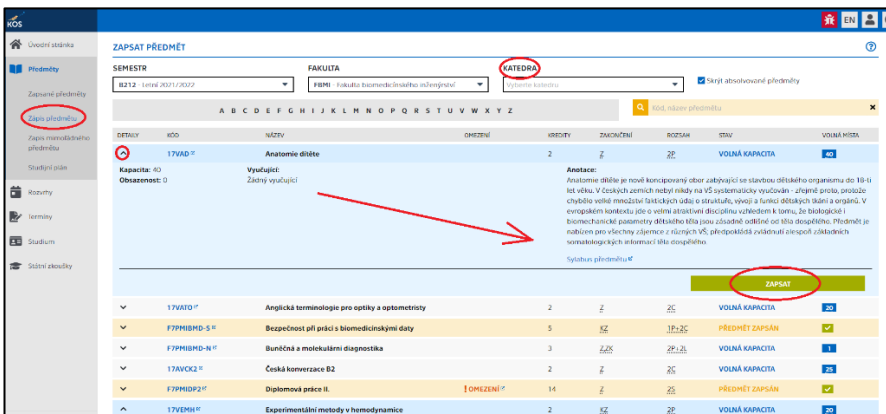 KOS
EN
Úvodní stránka
Předměty
Zapsané předměty
Zápis předmětu
Zápis mimořádného
předmětu
Studijní plán
Rozvrhy
Termíny
Studium
Státní zkoušky
ZAPSAT PŘEDMĚT
SEMESTR FAKULTA KATEDRA
B212 - Letní 2021/2022 FBMI - Fakulta biomedicínského inženýrství Vyberte katedru Skrýt absolvované předměty
A B C D E F G H I J K L M N O P Q R S T U V W X Y Z Kód, název předmětu
DETAILY KÓD NÁZEV OMEZENÍ KREDITY ZAKONČENÍ ROZSAH STAV VOLNÁ MÍSTA
17VAD Anatomie dítěte 2 Z 2P VOLNÁ KAPACITA 40
Kapacita: 40 Vyučující: Anotace:
Obsazenost: 0 Žádný vyučující Anatomie dítěte je nově koncipovaný obor zabývající se stavbou dětského organismu do 18-ti
let věku. V českých zemích nebyl nikdy na VŠ systematicky vyučován - zřejmě proto, protože
chybělo velké množství faktických údajů o struktuře, vývoji a funkci dětských tkání a orgánů. V
evropském kontextu jde o velmi atraktivní disciplínu vzhledem k tomu, že biologické i
biomechanické parametry dětského těla jsou zásadně odlišné od těla dospělého. Předmět je
nabízen pro všechny zájemce z různých VŠ, předpokládá zvládnutí alespoň základních
somatologických informací těla dospělého.
Sylabus předmětu
ZAPSAT
17VATO Anglická terminologie pro optiky a optometristy 2 Z 2C VOLNÁ KAPACITA 20
F7PMIBMD-S Bezpečnost při práci s biomedicínskými daty 5 KZ 1P+2C PŘEDMĚT ZAPSÁN
F7PMIBMD-N Buněčná a molekulární diagnostika 3 Z,ZK 2P+2L VOLNÁ KAPACITA 1
17AVCK2 Česká konverzace B2 2 Z 2C VOLNÁ KAPACITA 25
F7PMIDP2 Diplomová práce II. ! OMEZENÍ 14 Z 2S PŘEDMĚT ZAPSÁN
17VEMH Experimentální metody v hemodynamice 2 KZ 2P VOLNÁ KAPACITA 20